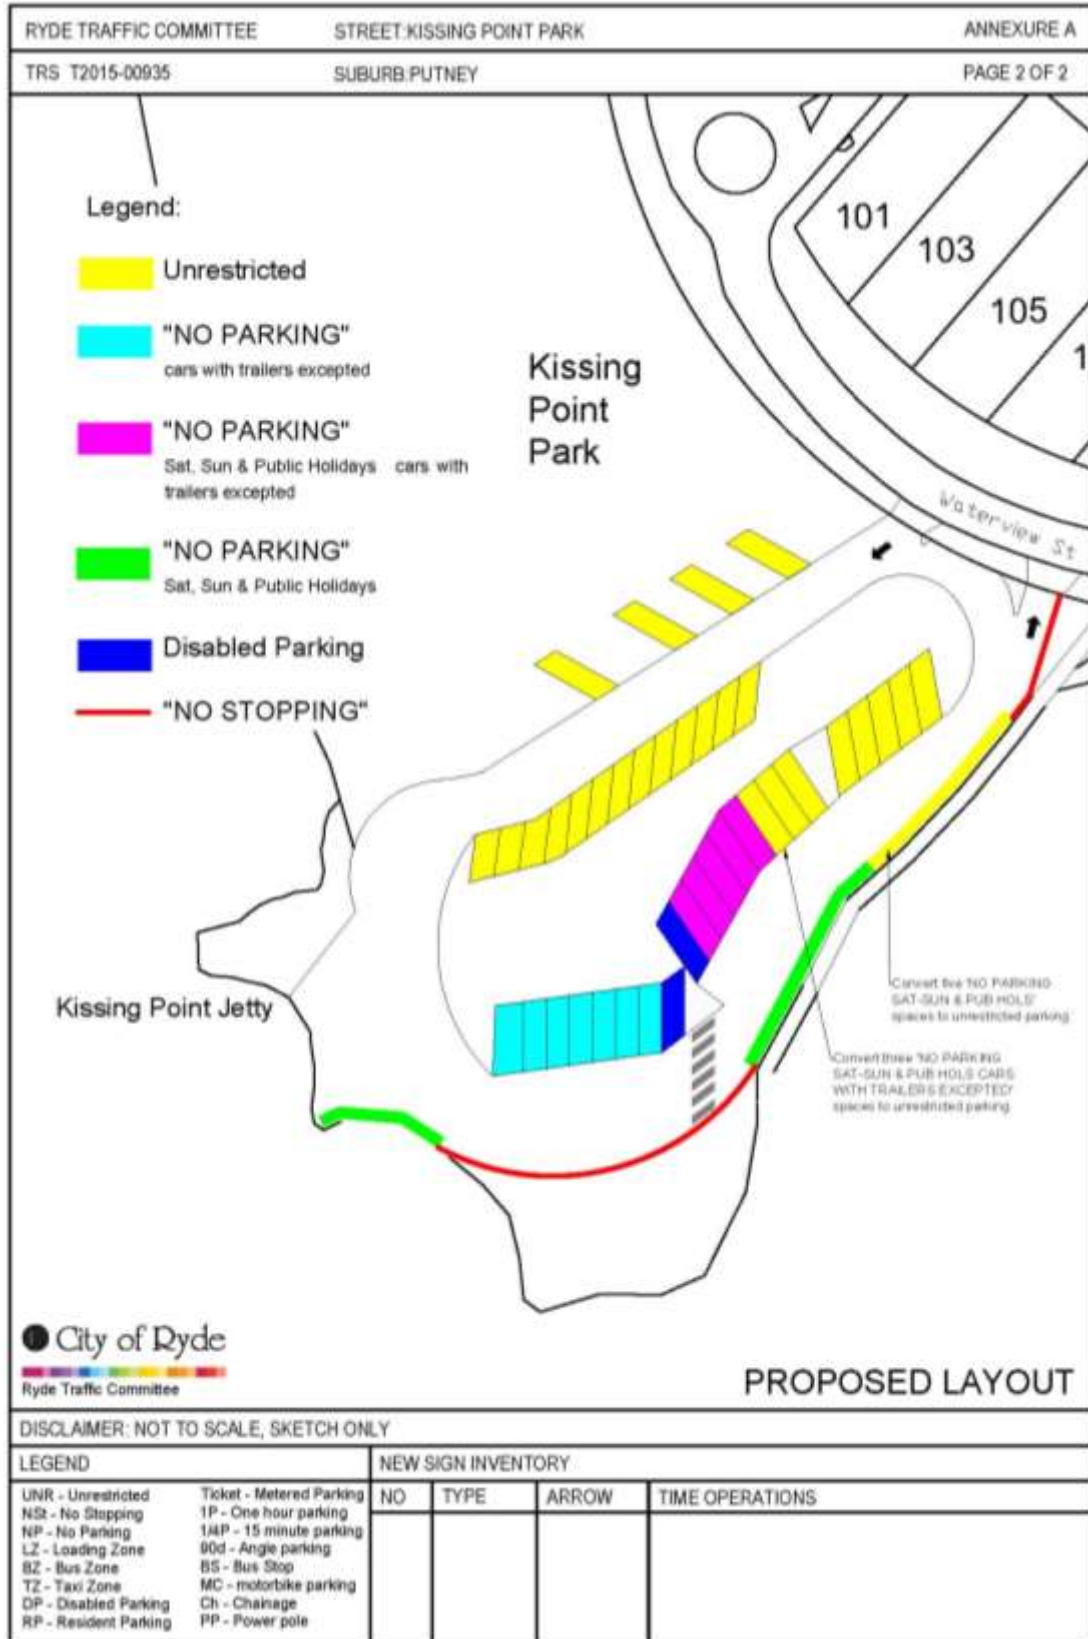 RYDE TRAFFIC COMMITTEE STREET:KISSING POINT PARK ANNEXURE A
TRS T2015-00935 SUBURB:PUTNEY PAGE 2 OF 2
Legend:
Unrestricted
"NO PARKING"
cars with trailers excepted
"NO PARKING"
Sat, Sun & Public Holidays cars with
trailers excepted
"NO PARKING"
Sat, Sun & Public Holidays
Disabled Parking
"NO STOPPING"
Kissing
Point
Park
101
103
105
1
Waterview St
Kissing Point Jetty
Convert five 'NO PARKING
SAT-SUN & PUB HOLS'
spaces to unrestricted parking
Convert three 'NO PARKING
SAT-SUN & PUB HOLS CARS
WITH TRAILERS EXCEPTED'
spaces to unrestricted parking
City of Ryde
Ryde Traffic Committee
PROPOSED LAYOUT
DISCLAIMER: NOT TO SCALE, SKETCH ONLY
LEGEND
UNR - Unrestricted
NSt - No Stopping
NP - No Parking
LZ - Loading Zone
BZ - Bus Zone
TZ - Taxi Zone
DP - Disabled Parking
RP - Resident Parking
Ticket - Metered Parking
1P - One hour parking
1/4P - 15 minute parking
90d - Angle parking
BS - Bus Stop
MC - motorbike parking
Ch - Chainage
PP - Power pole
NEW SIGN INVENTORY
NO TYPE ARROW TIME OPERATIONS